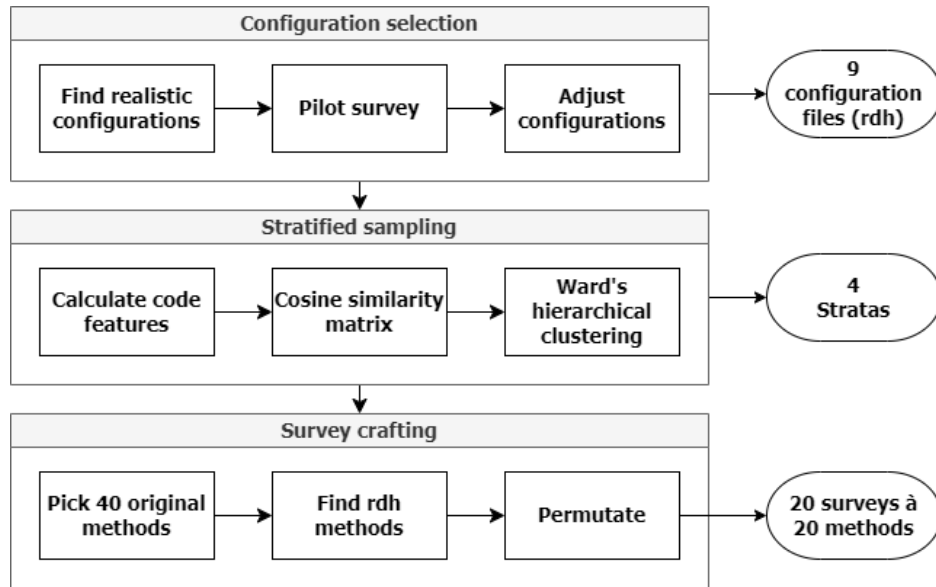 Configuration selection
Find realistic
configurations
Pilot survey
Adjust
configurations
9
configuration
files (rdh)
Stratified sampling
Calculate code
features
Cosine similarity
matrix
Ward's
hierarchical
clustering
4
Stratas
Survey crafting
Pick 40 original
methods
Find rdh
methods
Permutate
20 surveys à
20 methods